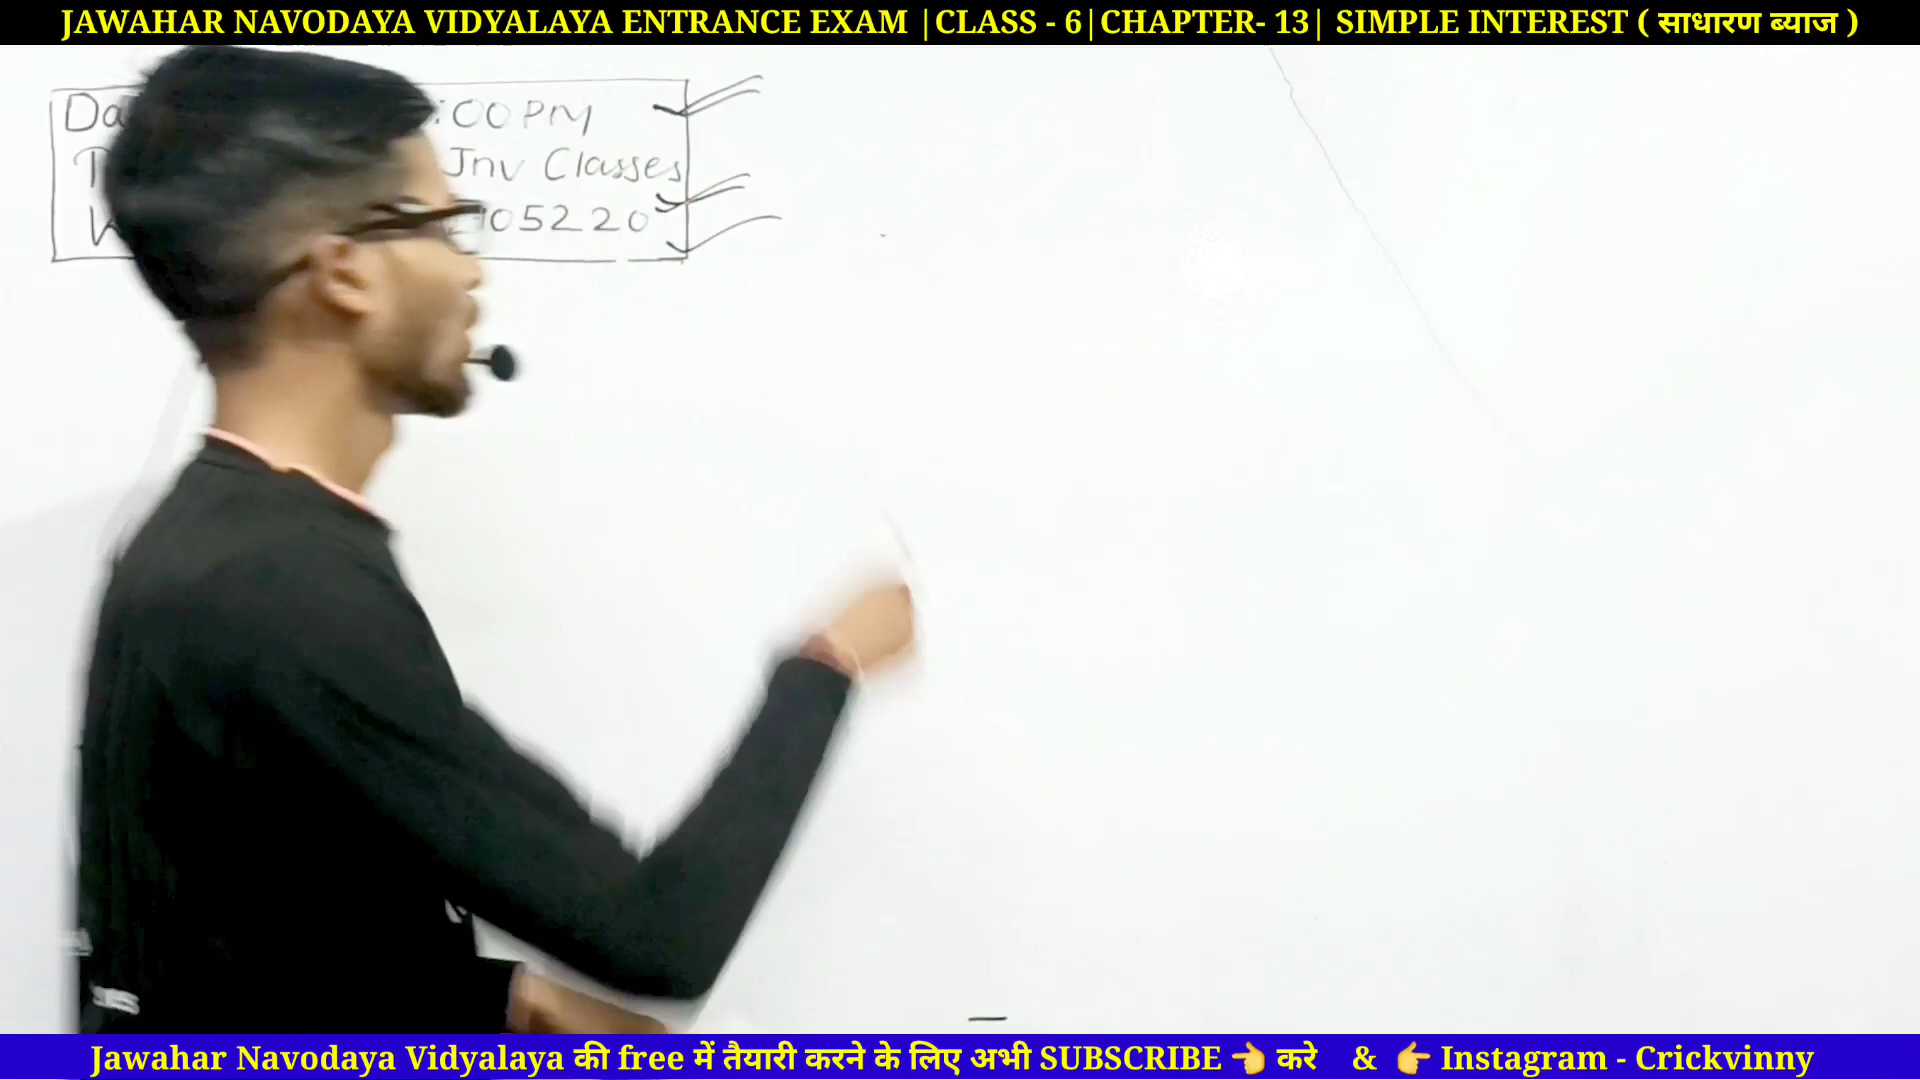 JAWAHAR NAVODAYA VIDYALAYA ENTRANCE EXAM |CLASS - 6|CHAPTER- 13| SIMPLE INTEREST ( साधारण ब्याज )
:00 PM
Jnv Classes
05220
Jawahar Navodaya Vidyalaya की free में तैयारी करने के लिए अभी SUBSCRIBE 👈 करे & 👉 Instagram - Crickvinny